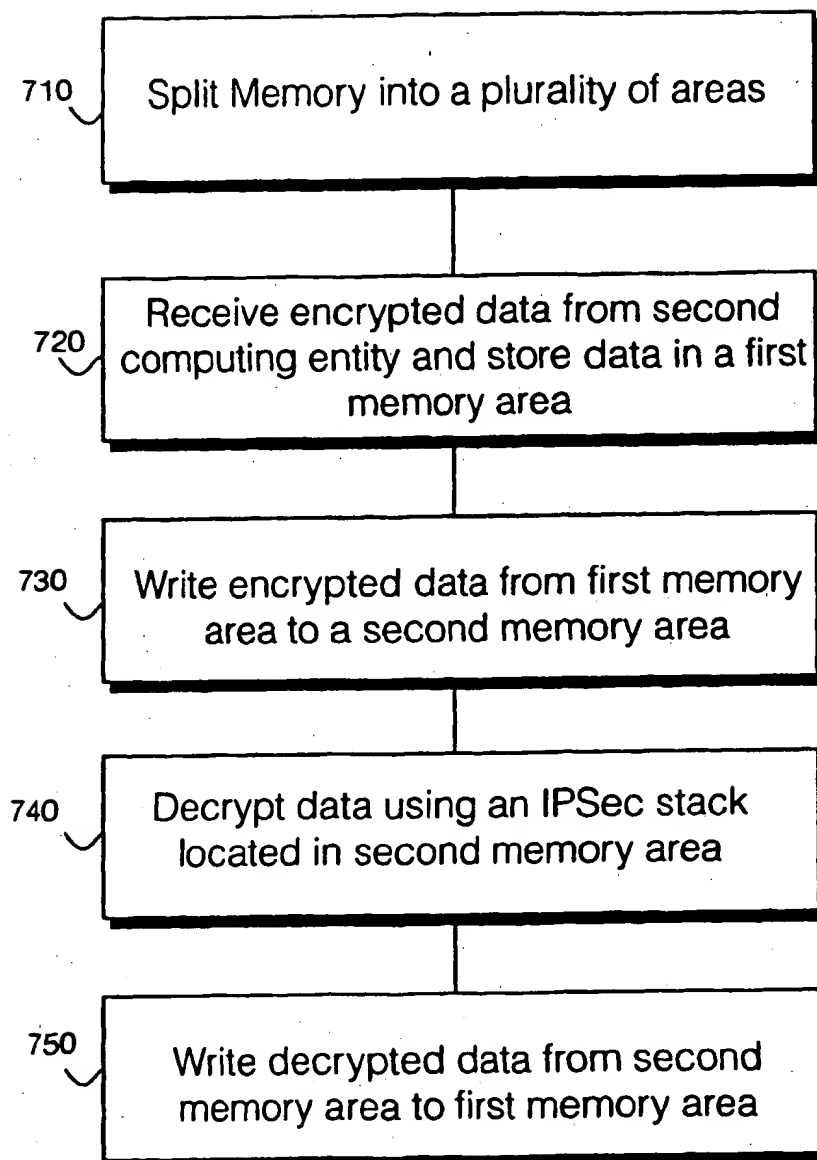 710
Split Memory into a plurality of areas
720
Receive encrypted data from second
computing entity and store data in a first
memory area
730
Write encrypted data from first memory
area to a second memory area
740
Decrypt data using an IPSec stack
located in second memory area
750
Write decrypted data from second
memory area to first memory area